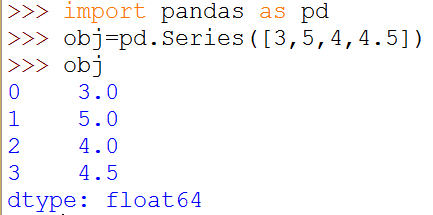 >>> import pandas as pd
>>> obj=pd.Series([3,5,4,4.5])
>>> obj
0    3.0
1    5.0
2    4.0
3    4.5
dtype: float64